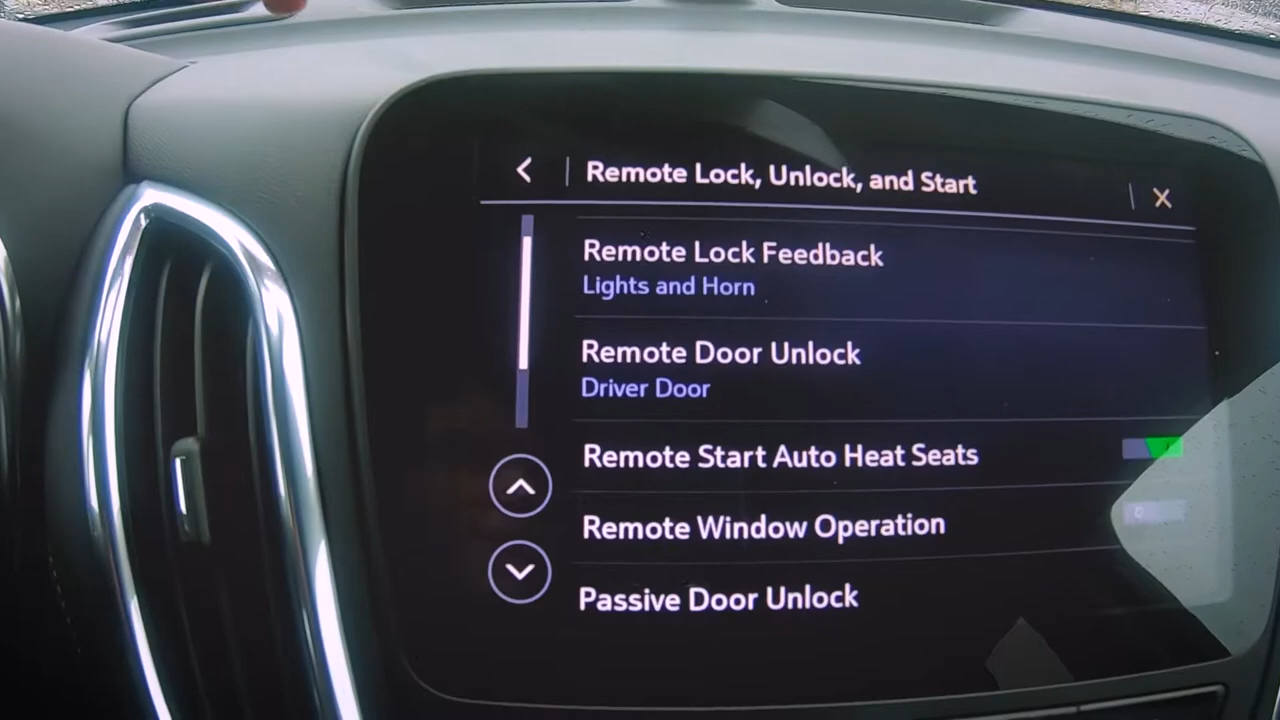 Remote Lock, Unlock, and Start
Remote Lock Feedback
Lights and Horn
Remote Door Unlock
Driver Door
Remote Start Auto Heat Seats
Remote Window Operation
Passive Door Unlock